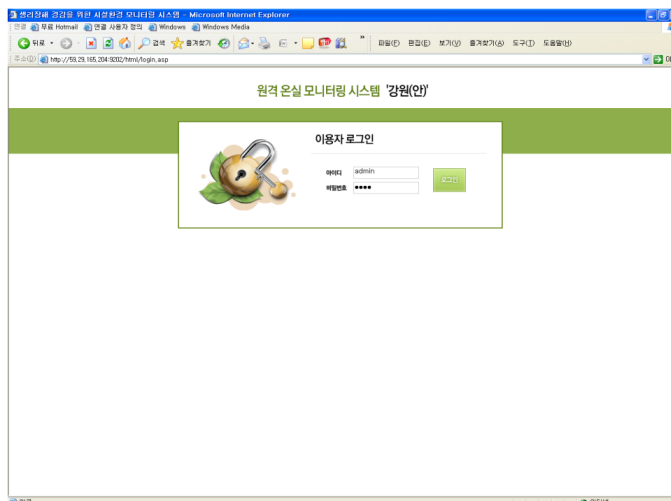 생리장해 경감을 위한 시설환경 모니터링 시스템 - Microsoft Internet Explorer
연결 무료 Hotmail 연결 사용자 정의 Windows Windows Media
뒤로 검색 즐겨찾기 » 파일(F) 편집(E) 보기(V) 즐겨찾기(A) 도구(T) 도움말(H)
주소(D) http://59.29.165.204:9202/html/login.asp
원격 온실 모니터링 시스템 '강원(안)'
이용자 로그인
아이디 admin
비밀번호 ●●●●
로그인